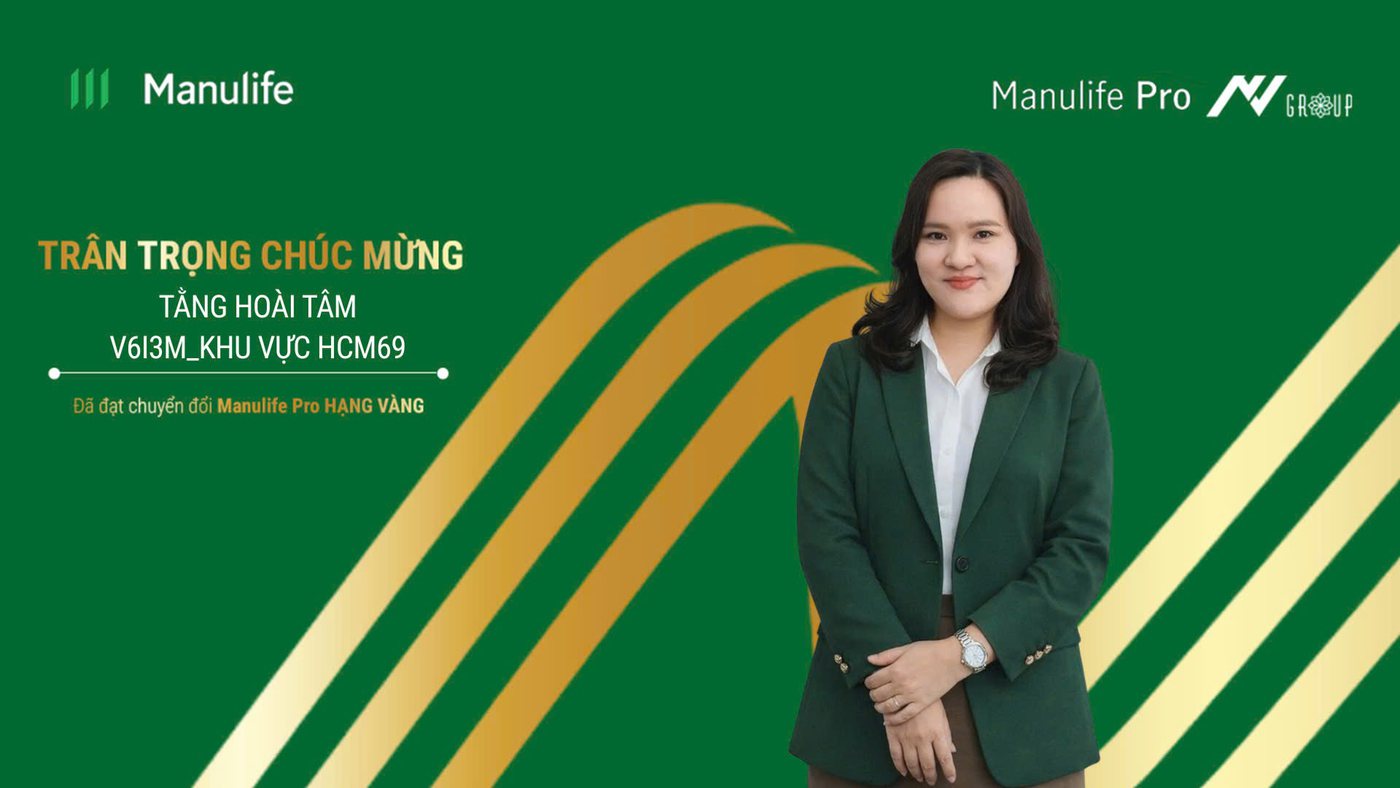 Manulife
Manulife Pro
GROUP
TRÂN TRỌNG CHÚC MỪNG
TẰNG HOÀI TÂM
V6I3M_KHU VỰC HCM69
Đã đạt chuyển đổi Manulife Pro HẠNG VÀNG